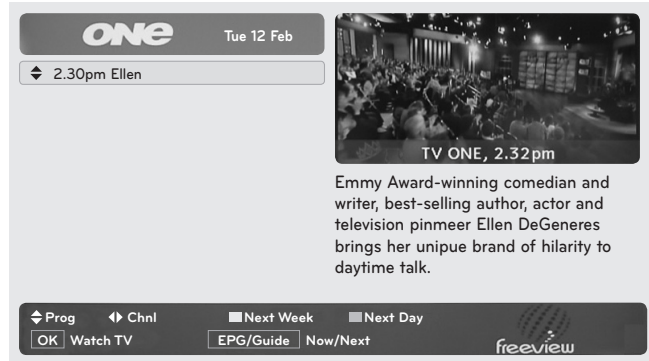 ONE Tue 12 Feb
2.30pm Ellen
TV ONE, 2.32pm
Emmy Award-winning comedian and
writer, best-selling author, actor and
television pinmeer Ellen DeGeneres
brings her unipue brand of hilarity to
daytime talk.
Prog Chnl Next Week Next Day
OK Watch TV EPG/Guide Now/Next
freeview